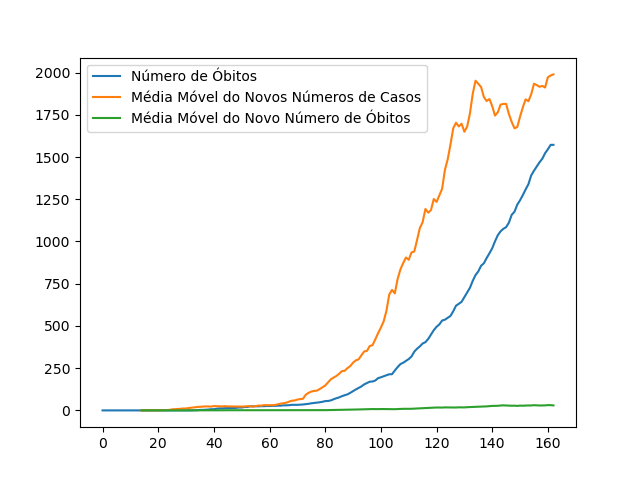 Número de Óbitos
Média Móvel do Novos Números de Casos
Média Móvel do Novo Número de Óbitos
2000
1750
1500
1250
1000
750
500
250
0
0 20 40 60 80 100 120 140 160